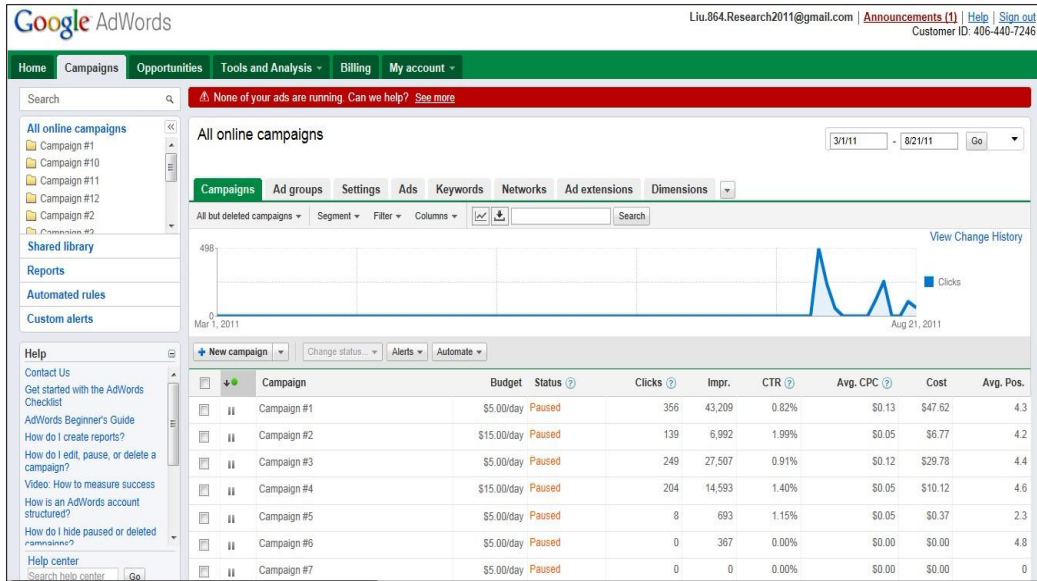 Google AdWords
Liu.864.Research2011@gmail.com | Announcements (1) | Help | Sign out
Customer ID: 406-440-7246
Home Campaigns Opportunities Tools and Analysis Billing My account
Search
None of your ads are running. Can we help? See more
All online campaigns
Campaign #1
Campaign #10
Campaign #11
Campaign #12
Campaign #2
Campaign #3
Shared library
Reports
Automated rules
Custom alerts
Help
Contact Us
Get started with the AdWords
Checklist
AdWords Beginner's Guide
How do I create reports?
How do I edit, pause, or delete a
campaign?
Video: How to measure success
How is an AdWords account
structured?
How do I hide paused or deleted
campaigns?
Help center
Search help center Go
All online campaigns
3/1/11 - 8/21/11 Go
Campaigns Ad groups Settings Ads Keywords Networks Ad extensions Dimensions
All but deleted campaigns Segment Filter Columns Search
View Change History
498
Clicks
0
Mar 1, 2011 Aug 21, 2011
+ New campaign Change status... Alerts Automate
Campaign Budget Status ? Clicks ? Impr. CTR ? Avg. CPC ? Cost Avg. Pos.
Campaign #1 $5.00/day Paused 356 43,209 0.82% $0.13 $47.62 4.3
Campaign #2 $15.00/day Paused 139 6,992 1.99% $0.05 $6.77 4.2
Campaign #3 $5.00/day Paused 249 27,507 0.91% $0.12 $29.78 4.4
Campaign #4 $15.00/day Paused 204 14,593 1.40% $0.05 $10.12 4.6
Campaign #5 $5.00/day Paused 8 693 1.15% $0.05 $0.37 2.3
Campaign #6 $5.00/day Paused 0 367 0.00% $0.00 $0.00 4.8
Campaign #7 $5.00/day Paused 0 0 0.00% $0.00 $0.00 0